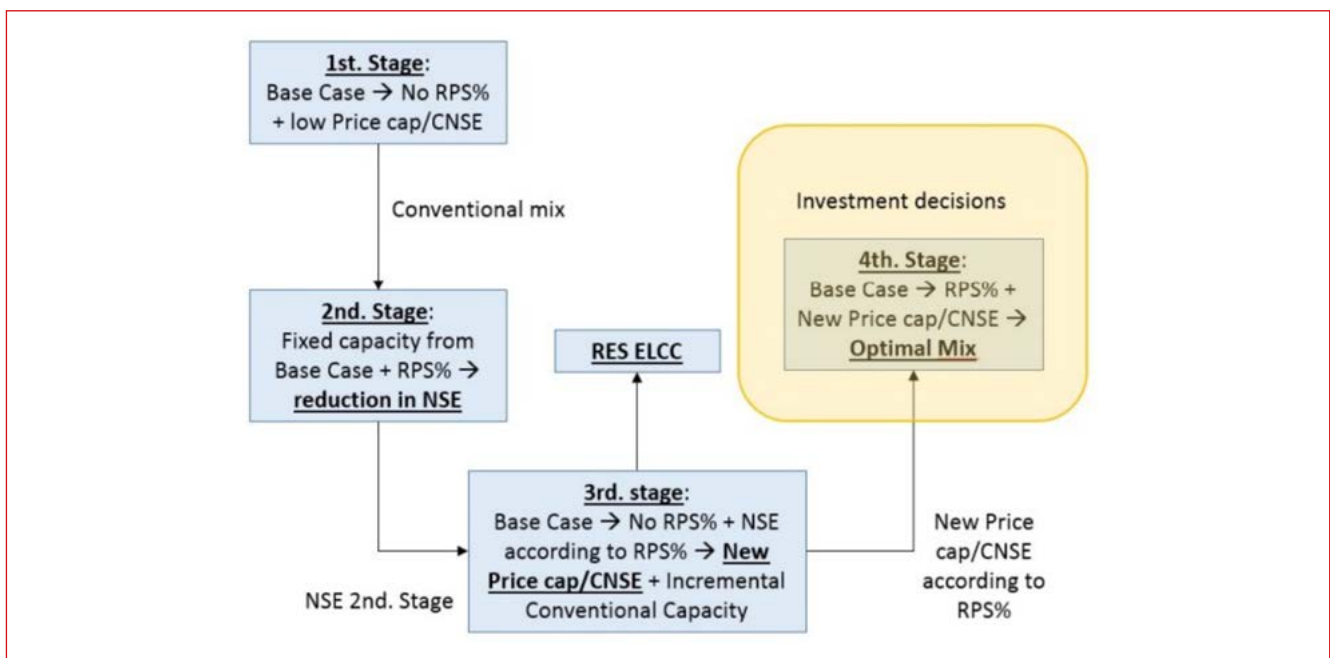 1st. Stage:
Base Case → No RPS%
+ low Price cap/CNSE
Conventional mix
2nd. Stage:
Fixed capacity from
Base Case + RPS% →
reduction in NSE
NSE 2nd. Stage
RES ELCC
3rd. stage:
Base Case → No RPS% + NSE
according to RPS% → New
Price cap/CNSE + Incremental
Conventional Capacity
New Price
cap/CNSE
according to
RPS%
Investment decisions
4th. Stage:
Base Case → RPS% +
New Price cap/CNSE →
Optimal Mix